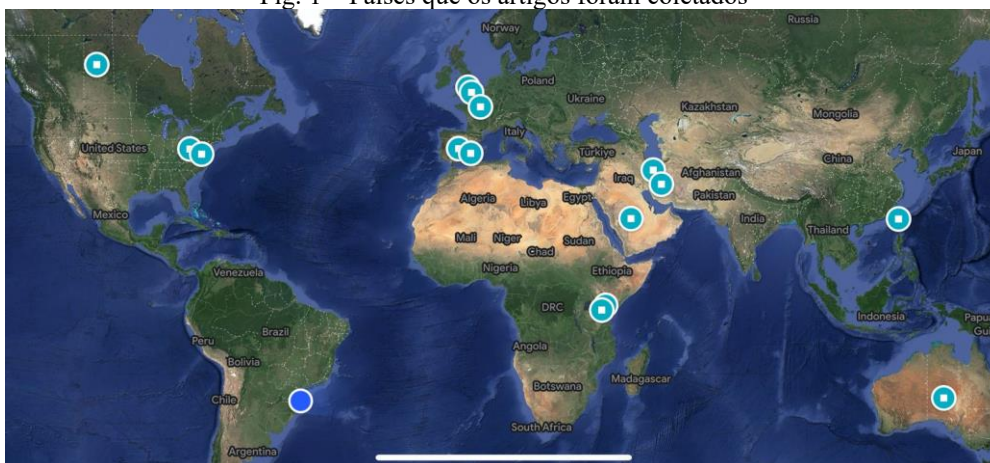 Fig. 1 – Países que os artigos foram coletados
Russia
Norway
Poland
Ukraine
Kazakhstan
Mongolia
United States
Italy
Türkiye
China
Japan
Iraq
Afghanistan
Pakistan
Algeria
Libya
Egypt
Mexico
India
Mali
Niger
Chad
Sudan
Thailand
Venezuela
Nigeria
Ethiopia
DRC
Indonesia
Papu
Gu
Peru
Brazil
Angola
Bolivia
Botswana
Madagascar
Chile
South Africa
Argentina